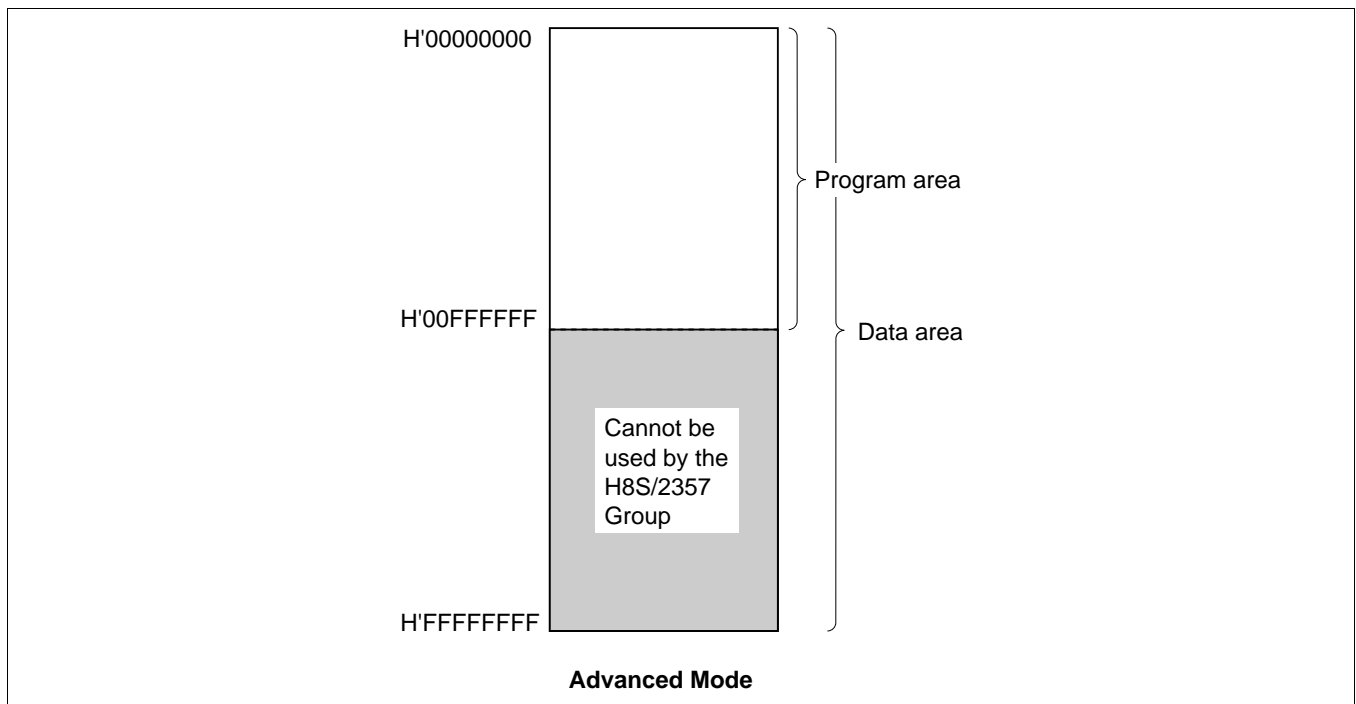 H'00000000
Program area
H'00FFFFFF
Data area
Cannot be
used by the
H8S/2357
Group
H'FFFFFFFF
Advanced Mode